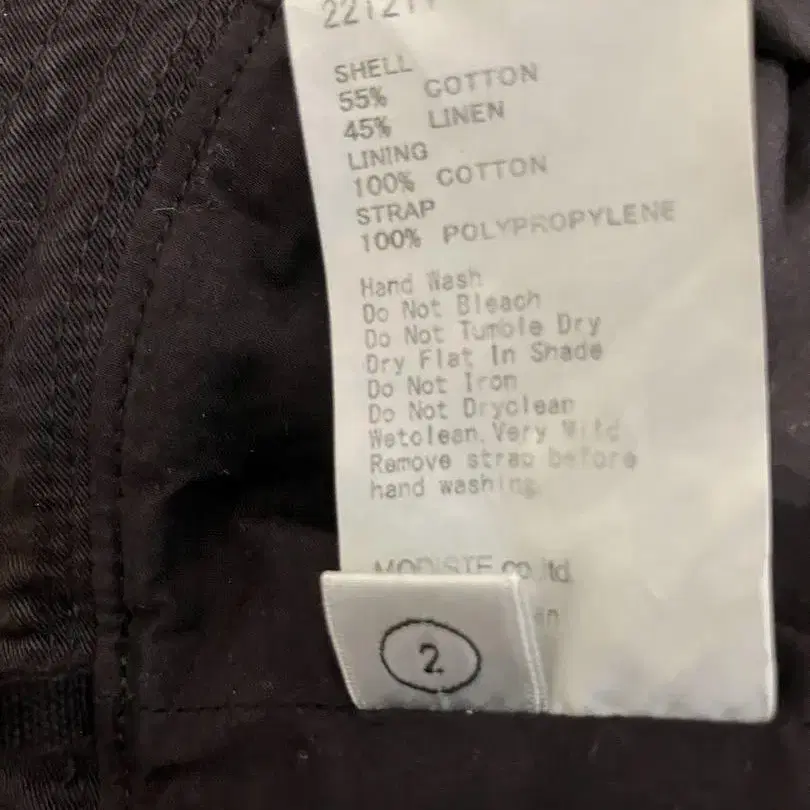 SHELL
55% COTTON
45% LINEN
LINING
100% COTTON
STRAP
100% POLYPROPYLENE
Hand Wash
Do Not Bleach
Do Not Tumble Dry
Dry Flat In Shade
Do Not Iron
Do Not Dryclean
Wetclean, Very Mild
Remove strap before
hand washing
MODISTE co ltd
2